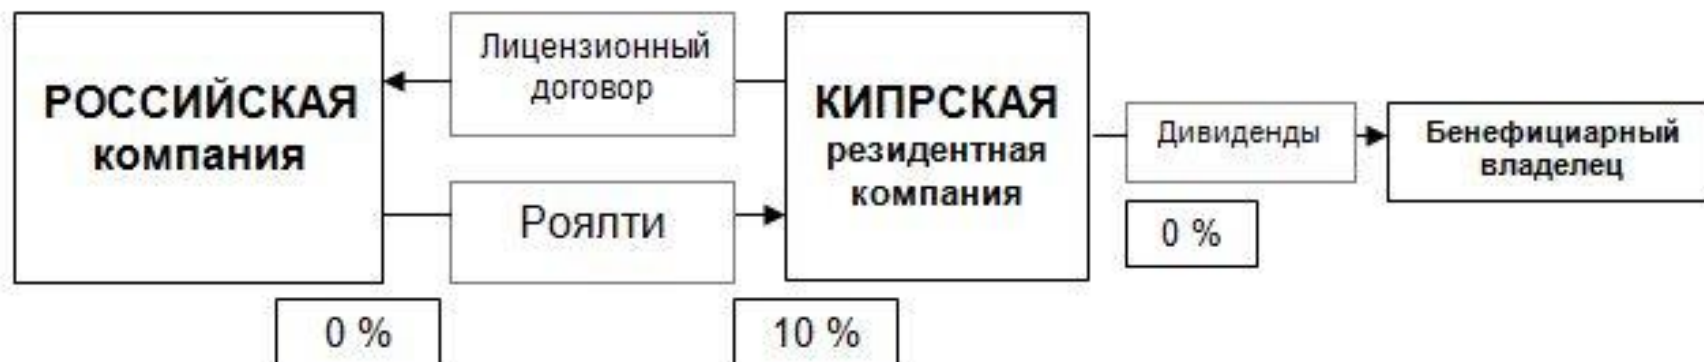 РОССИЙСКАЯ
компания
Лицензионный
договор
Роялти
КИПРСКАЯ
резидентная
компания
Дивиденды
Бенефициарный
владелец
0 %
0 %
10 %